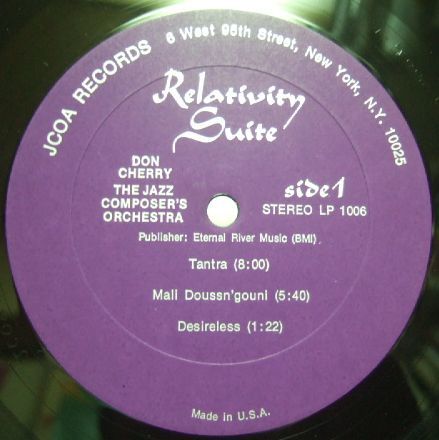 JCOA RECORDS 6 West 95th Street, New York, N.Y. 10025
Relativity
Suite
DON
CHERRY
THE JAZZ
COMPOSER'S
ORCHESTRA
side 1
STEREO LP 1006
Publisher: Eternal River Music (BMI)
Tantra (8:00)
Mali Doussn'gouni (5:40)
Desireless (1:22)
Made in U.S.A.